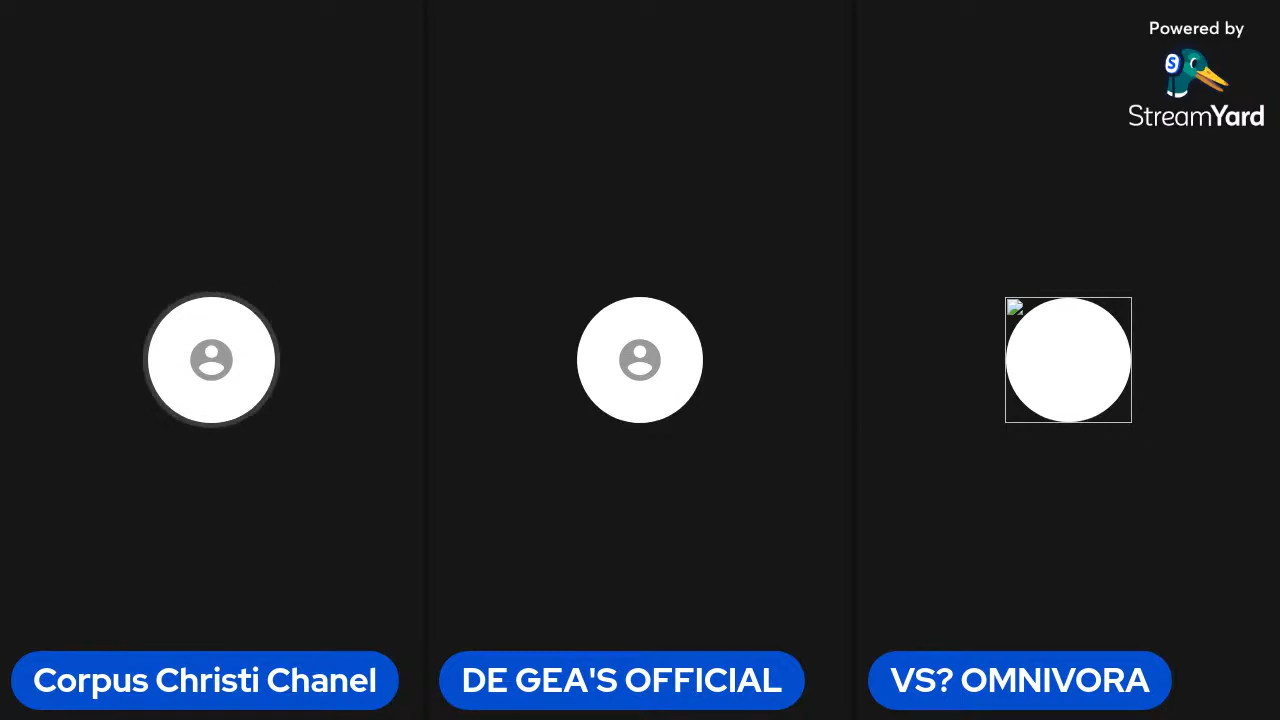 Powered by
S
StreamYard
Corpus Christi Chanel
DE GEA'S OFFICIAL
VS? OMNIVORA